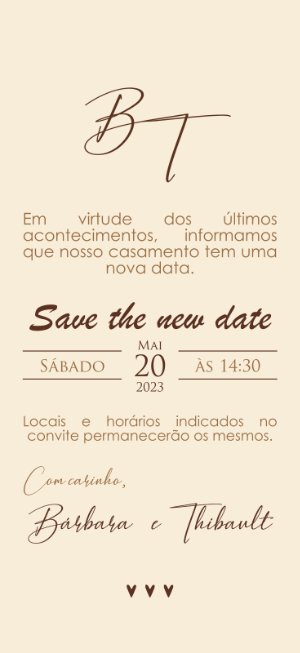 BT
Em virtude dos últimos
acontecimentos, informamos
que nosso casamento tem uma
nova data.
Save the new date
Mai
Sábado 20 às 14:30
2023
Locais e horários indicados no
convite permanecerão os mesmos.
Com carinho,
Bárbara e Thibault